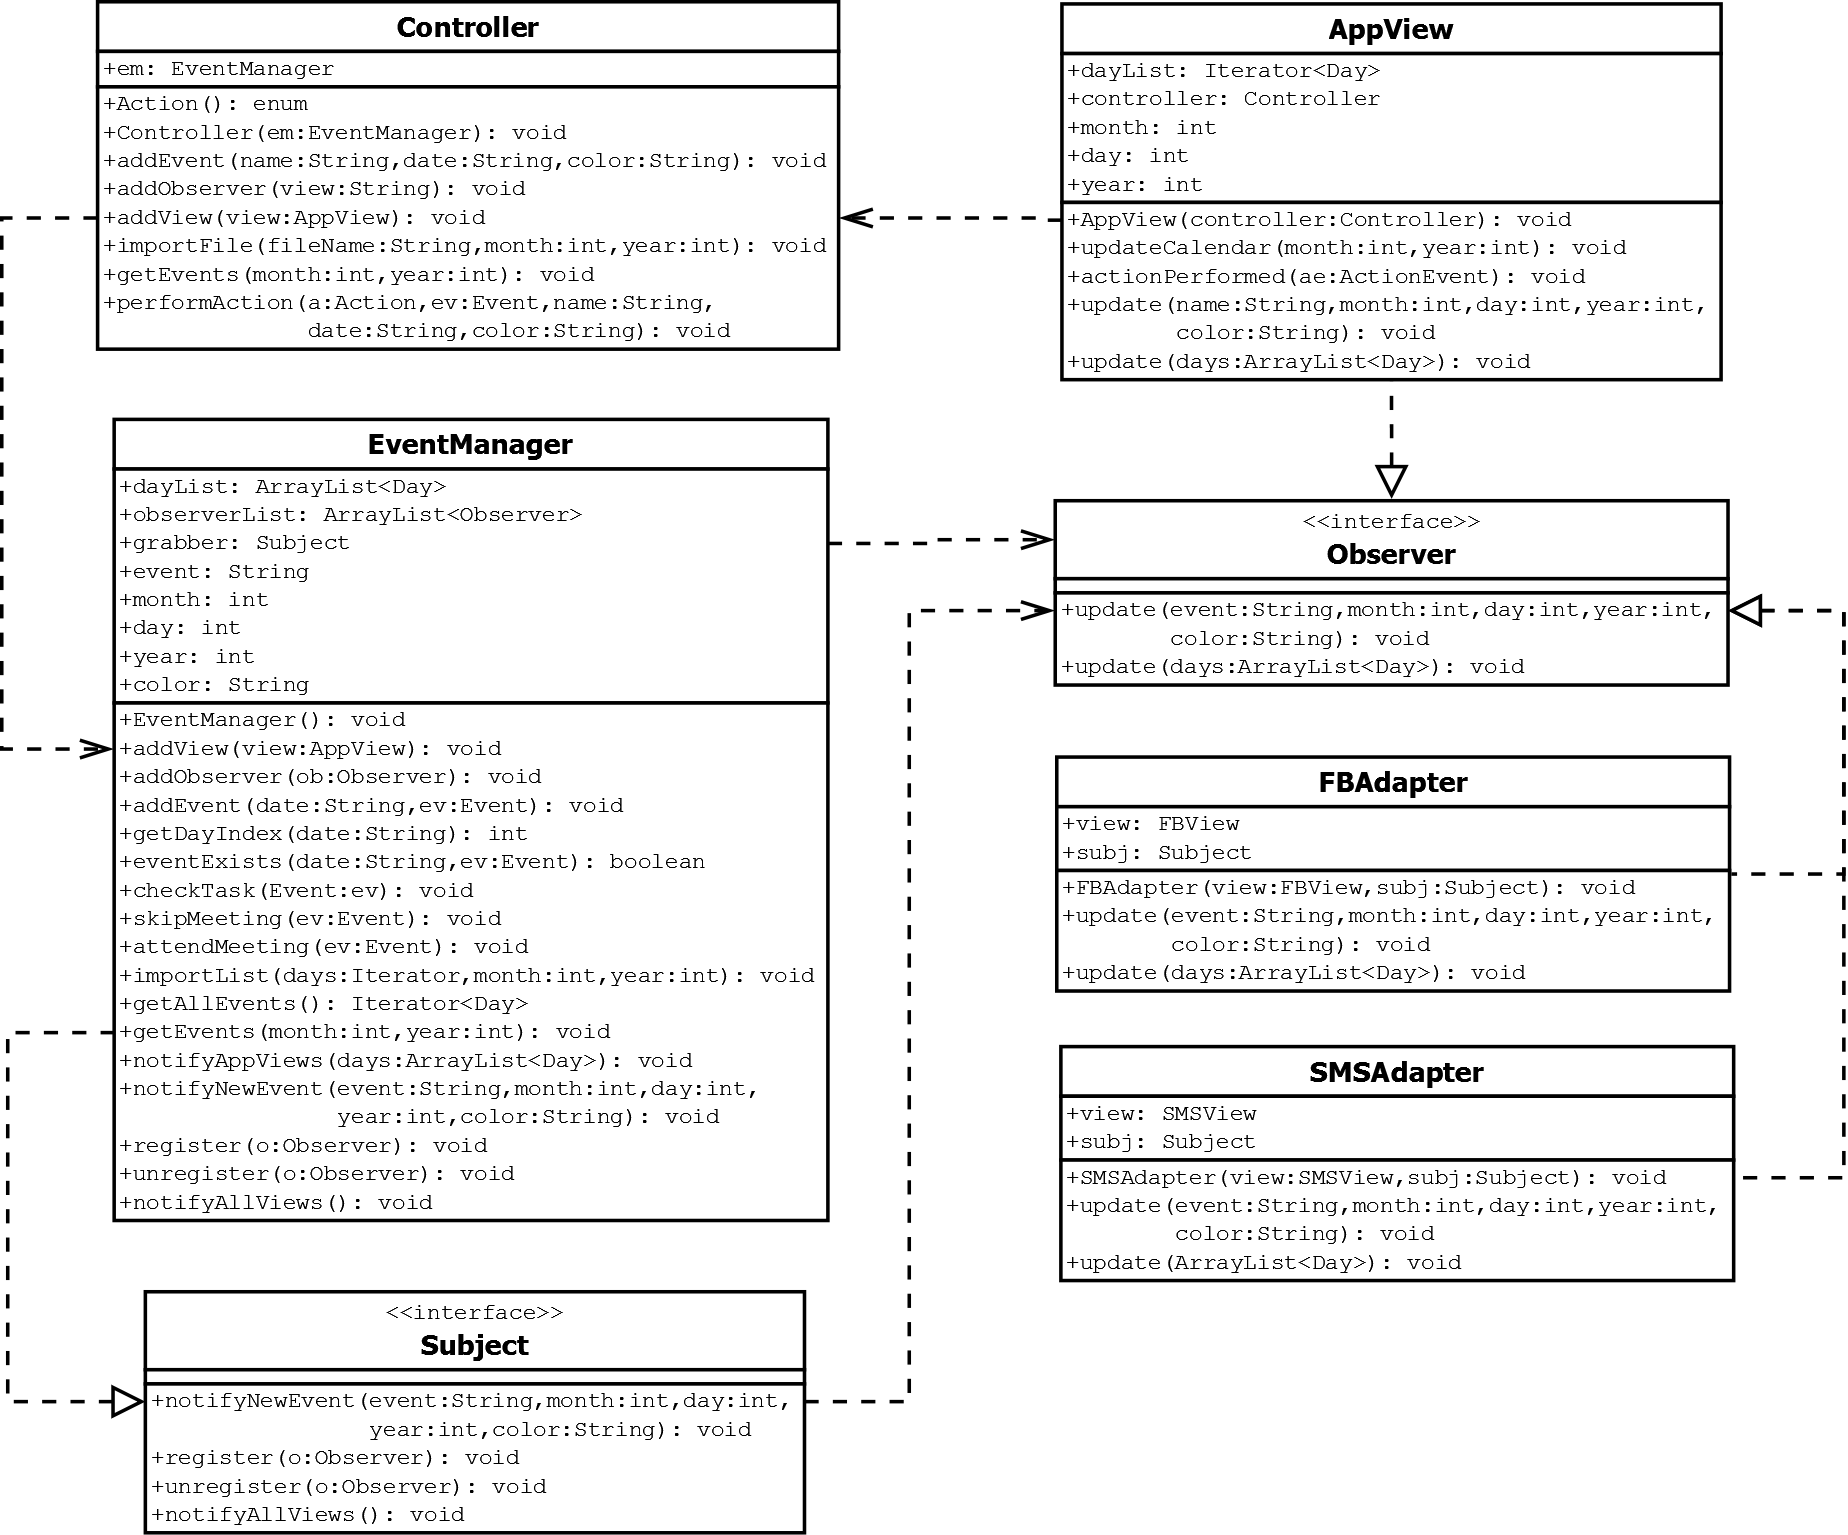 Controller
+em: EventManager
+Action(): enum
+Controller(em:EventManager): void
+addEvent(name:String,date:String,color:String): void
+addObserver(view:String): void
+addView(view:AppView): void
+importFile(fileName:String,month:int,year:int): void
+getEvents(month:int,year:int): void
+performAction(a:Action,ev:Event,name:String,
date:String,color:String): void
AppView
+dayList: Iterator<Day>
+controller: Controller
+month: int
+day: int
+year: int
+AppView(controller:Controller): void
+updateCalendar(month:int,year:int): void
+actionPerformed(ae:ActionEvent): void
+update(name:String,month:int,day:int,year:int,
color:String): void
+update(days:ArrayList<Day>): void
EventManager
+dayList: ArrayList<Day>
+observerList: ArrayList<Observer>
+grabber: Subject
+event: String
+month: int
+day: int
+year: int
+color: String
+EventManager(): void
+addView(view:AppView): void
+addObserver(ob:Observer): void
+addEvent(date:String,ev:Event): void
+getDayIndex(date:String): int
+eventExists(date:String,ev:Event): boolean
+checkTask(Event:ev): void
+skipMeeting(ev:Event): void
+attendMeeting(ev:Event): void
+importList(days:Iterator,month:int,year:int): void
+getAllEvents(): Iterator<Day>
+getEvents(month:int,year:int): void
+notifyAppViews(days:ArrayList<Day>): void
+notifyNewEvent(event:String,month:int,day:int,
year:int,color:String): void
+register(o:Observer): void
+unregister(o:Observer): void
+notifyAllViews(): void
<<interface>>
Observer
+update(event:String,month:int,day:int,year:int,
color:String): void
+update(days:ArrayList<Day>): void
FBAdapter
+view: FBView
+subj: Subject
+FBAdapter(view:FBView,subj:Subject): void
+update(event:String,month:int,day:int,year:int,
color:String): void
+update(days:ArrayList<Day>): void
SMSAdapter
+view: SMSView
+subj: Subject
+SMSAdapter(view:SMSView,subj:Subject): void
+update(event:String,month:int,day:int,year:int,
color:String): void
+update(ArrayList<Day>): void
<<interface>>
Subject
+notifyNewEvent(event:String,month:int,day:int,
year:int,color:String): void
+register(o:Observer): void
+unregister(o:Observer): void
+notifyAllViews(): void